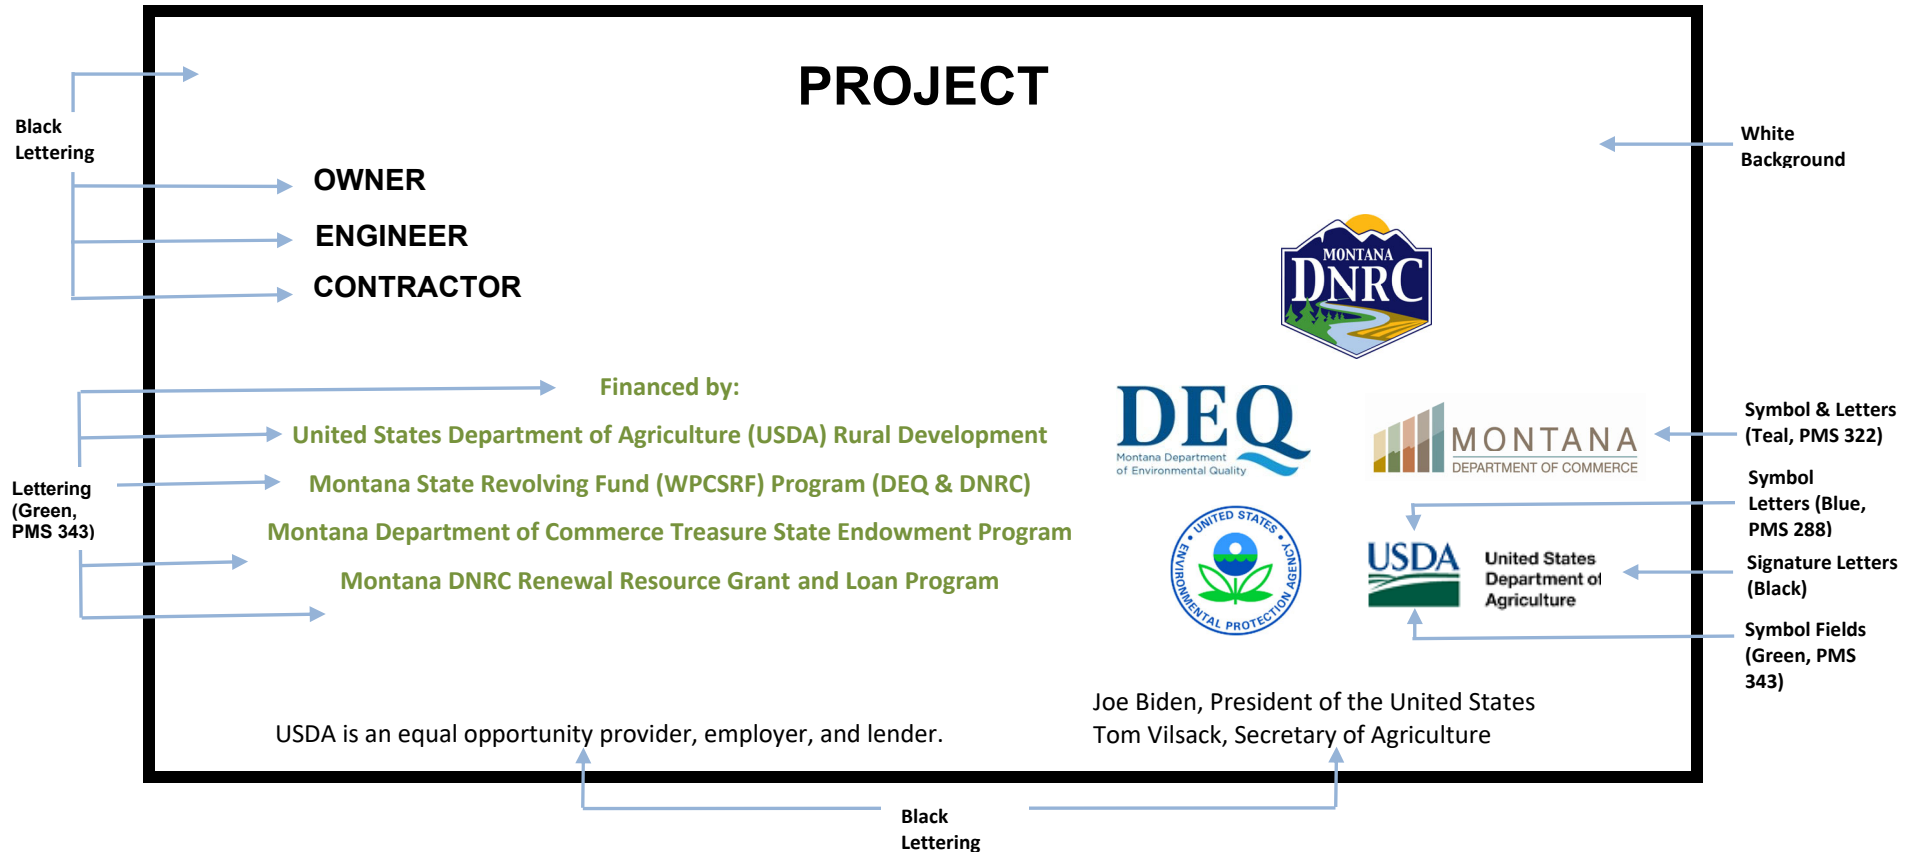 PROJECT
Black
Lettering
White
Background
OWNER
ENGINEER
CONTRACTOR
MONTANA
DNRC
Financed by:
United States Department of Agriculture (USDA) Rural Development
Montana State Revolving Fund (WPCSRF) Program (DEQ & DNRC)
Montana Department of Commerce Treasure State Endowment Program
Montana DNRC Renewal Resource Grant and Loan Program
Lettering
(Green,
PMS 343)
DEQ
Montana Department
of Environmental Quality
MONTANA
DEPARTMENT OF COMMERCE
Symbol & Letters
(Teal, PMS 322)
Symbol
Letters (Blue,
PMS 288)
UNITED STATES
ENVIRONMENTAL PROTECTION AGENCY
USDA
United States
Department of
Agriculture
Signature Letters
(Black)
Symbol Fields
(Green, PMS
343)
USDA is an equal opportunity provider, employer, and lender.
Joe Biden, President of the United States
Tom Vilsack, Secretary of Agriculture
Black
Lettering